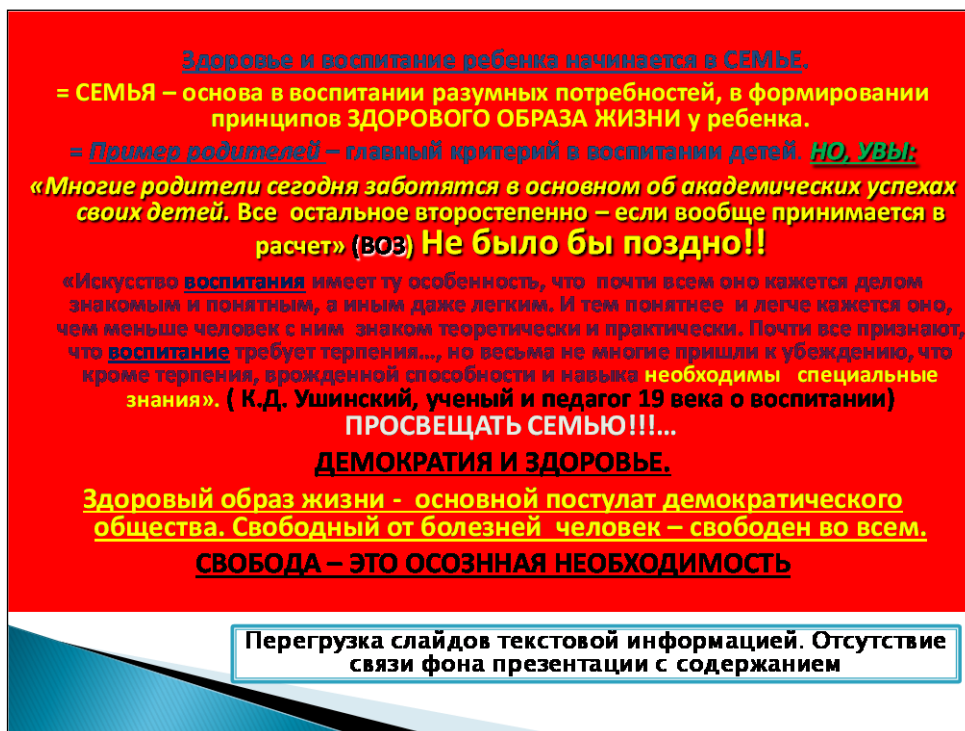 Здоровье и воспитание ребенка начинается в СЕМЬЕ.
= СЕМЬЯ – основа в воспитании разумных потребностей, в формировании
принципов ЗДОРОВОГО ОБРАЗА ЖИЗНИ у ребенка.
= Пример родителей – главный критерий в воспитании детей. НО, УВЫ:
«Многие родители сегодня заботятся в основном об академических успехах
своих детей. Все остальное второстепенно – если вообще принимается в
расчет» (ВОЗ) Не было бы поздно!!
«Искусство воспитания имеет ту особенность, что почти всем оно кажется делом
знакомым и понятным, а иным даже легким. И тем понятнее и легче кажется оно,
чем меньше человек с ним знаком теоретически и практически. Почти все признают,
что воспитание требует терпения…, но весьма не многие пришли к убеждению, что
кроме терпения, врожденной способности и навыка необходимы специальные
знания». ( К.Д. Ушинский, ученый и педагог 19 века о воспитании)
ПРОСВЕЩАТЬ СЕМЬЮ!!!…
ДЕМОКРАТИЯ И ЗДОРОВЬЕ.
Здоровый образ жизни - основной постулат демократического
общества. Свободный от болезней человек – свободен во всем.
СВОБОДА – ЭТО ОСОЗННАЯ НЕОБХОДИМОСТЬ
Перегрузка слайдов текстовой информацией. Отсутствие
связи фона презентации с содержанием